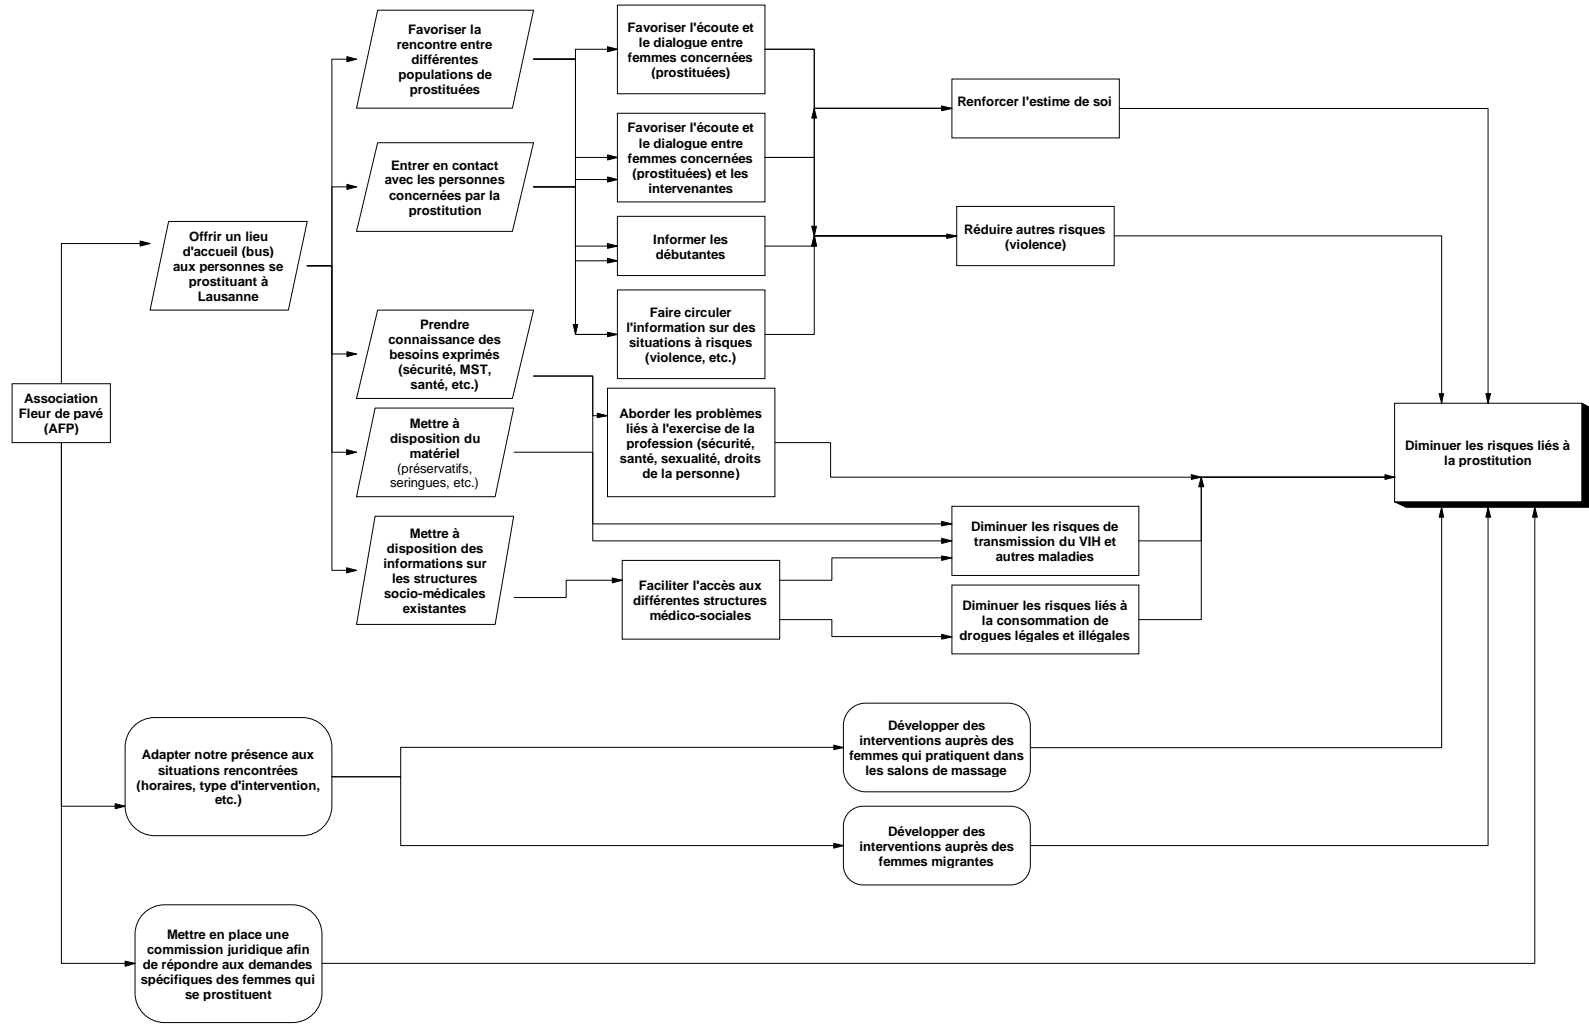 Favoriser la
rencontre entre
différentes
populations de
prostituées
Favoriser l'écoute et
le dialogue entre
femmes concernées
(prostituées)
Renforcer l'estime de soi
Favoriser l'écoute et
le dialogue entre
femmes concernées
(prostituées) et les
intervenantes
Entrer en contact
avec les personnes
concernées par la
prostitution
Offrir un lieu
d'accueil (bus)
aux personnes se
prostituant à
Lausanne
Informer les
débutantes
Réduire autres risques
(violence)
Faire circuler
l'information sur des
situations à risques
(violence, etc.)
Prendre
connaissance des
besoins exprimés
(sécurité, MST,
santé, etc.)
Association
Fleur de pavé
(AFP)
Mettre à
disposition du
matériel
(préservatifs,
seringues, etc.)
Aborder les problèmes
liés à l'exercise de la
profession (sécurité,
santé, sexualité, droits
de la personne)
Diminuer les risques liés à
la prostitution
Mettre à
disposition des
informations sur
les structures
socio-médicales
existantes
Diminuer les risques de
transmission du VIH et
autres maladies
Faciliter l'accès aux
différentes structures
médico-sociales
Diminuer les risques liés à
la consommation de
drogues légales et illégales
Adapter notre présence aux
situations rencontrées
(horaires, type d'intervention,
etc.)
Développer des
interventions auprès des
femmes qui pratiquent dans
les salons de massage
Développer des
interventions auprès des
femmes migrantes
Mettre en place une
commission juridique afin
de répondre aux demandes
spécifiques des femmes qui
se prostituent